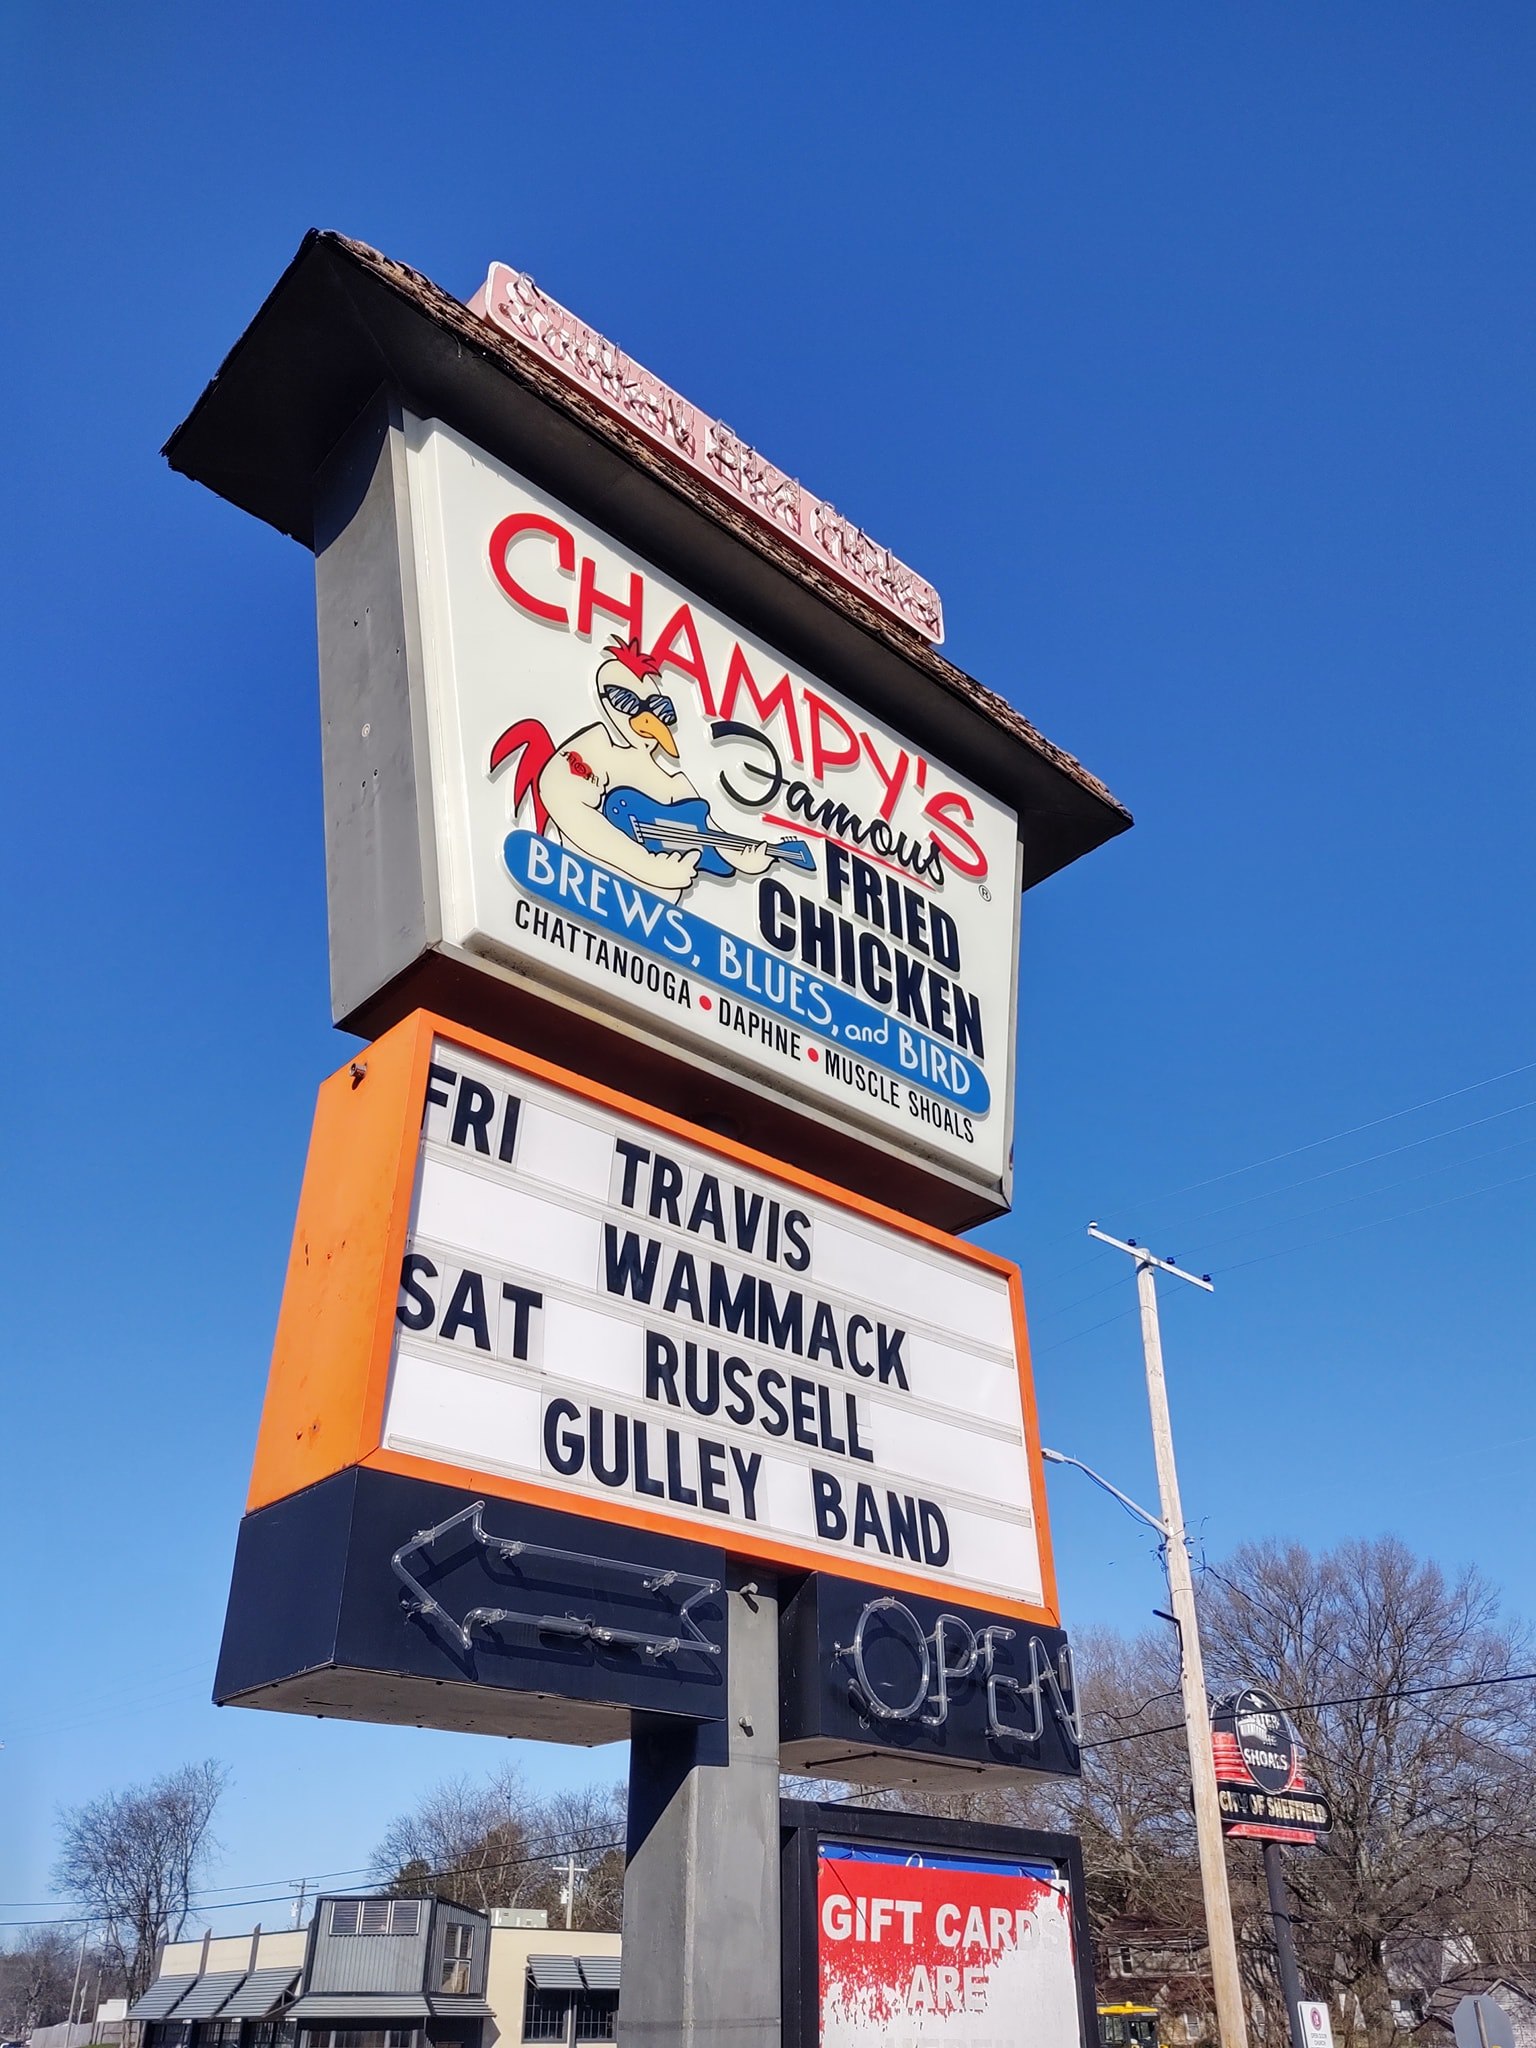 CHAMPY'S
Famous
FRIED
CHICKEN
®
MOM
BREWS, BLUES, and BIRD
CHATTANOOGA • DAPHNE • MUSCLE SHOALS
FRI TRAVIS
WAMMACK
SAT RUSSELL
GULLEY BAND
OPEN
SHOALS
CITY OF SHEFFIELD
GIFT CARDS
ARE